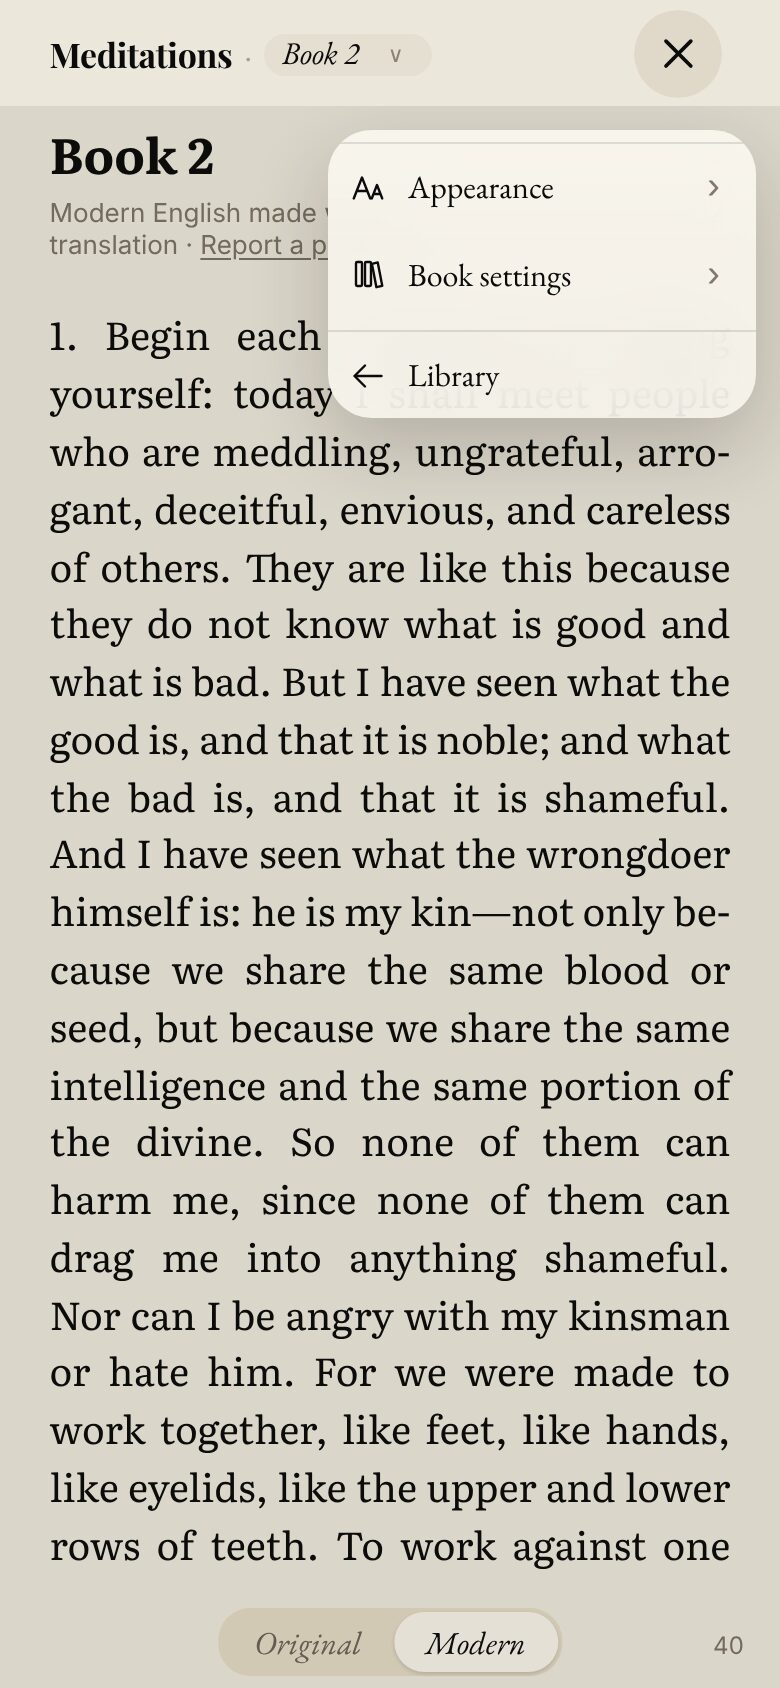 Meditations · Book 2
Book 2
Appearance
Modern English made
translation · Report a p
Book settings
1. Begin each
Library
yourself: today I shall meet people
who are meddling, ungrateful, arro-
gant, deceitful, envious, and careless
of others. They are like this because
they do not know what is good and
what is bad. But I have seen what the
good is, and that it is noble; and what
the bad is, and that it is shameful.
And I have seen what the wrongdoer
himself is: he is my kin—not only be-
cause we share the same blood or
seed, but because we share the same
intelligence and the same portion of
the divine. So none of them can
harm me, since none of them can
drag me into anything shameful.
Nor can I be angry with my kinsman
or hate him. For we were made to
work together, like feet, like hands,
like eyelids, like the upper and lower
rows of teeth. To work against one
Original Modern 40